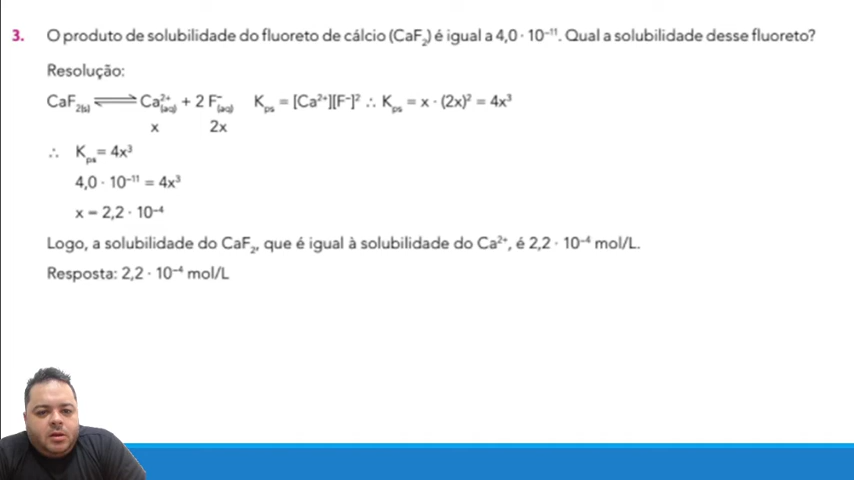 3. O produto de solubilidade do fluoreto de cálcio (CaF₂) é igual a 4,0 · 10⁻¹¹. Qual a solubilidade desse fluoreto?
Resolução:
CaF₂₍ₛ₎ ⇌ Ca²⁺(aq) + 2 F⁻(aq) Kₚₛ = [Ca²⁺][F⁻]² ∴ Kₚₛ = x · (2x)² = 4x³
x 2x
∴ Kₚₛ = 4x³
4,0 · 10⁻¹¹ = 4x³
x = 2,2 · 10⁻⁴
Logo, a solubilidade do CaF₂, que é igual à solubilidade do Ca²⁺, é 2,2 · 10⁻⁴ mol/L.
Resposta: 2,2 · 10⁻⁴ mol/L